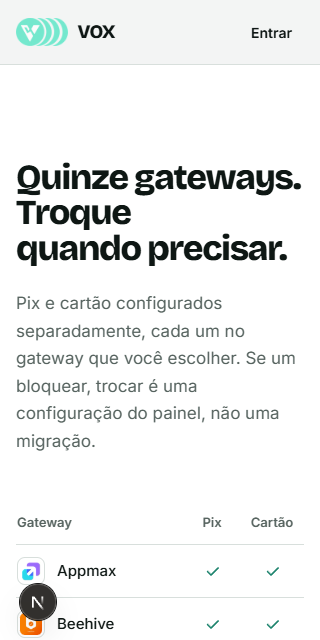 VOX
Entrar
Quinze gateways.
Troque
quando precisar.
Pix e cartão configurados
separadamente, cada um no
gateway que você escolher. Se um
bloquear, trocar é uma
configuração do painel, não uma
migração.
Gateway Pix Cartão
Appmax
N
Beehive